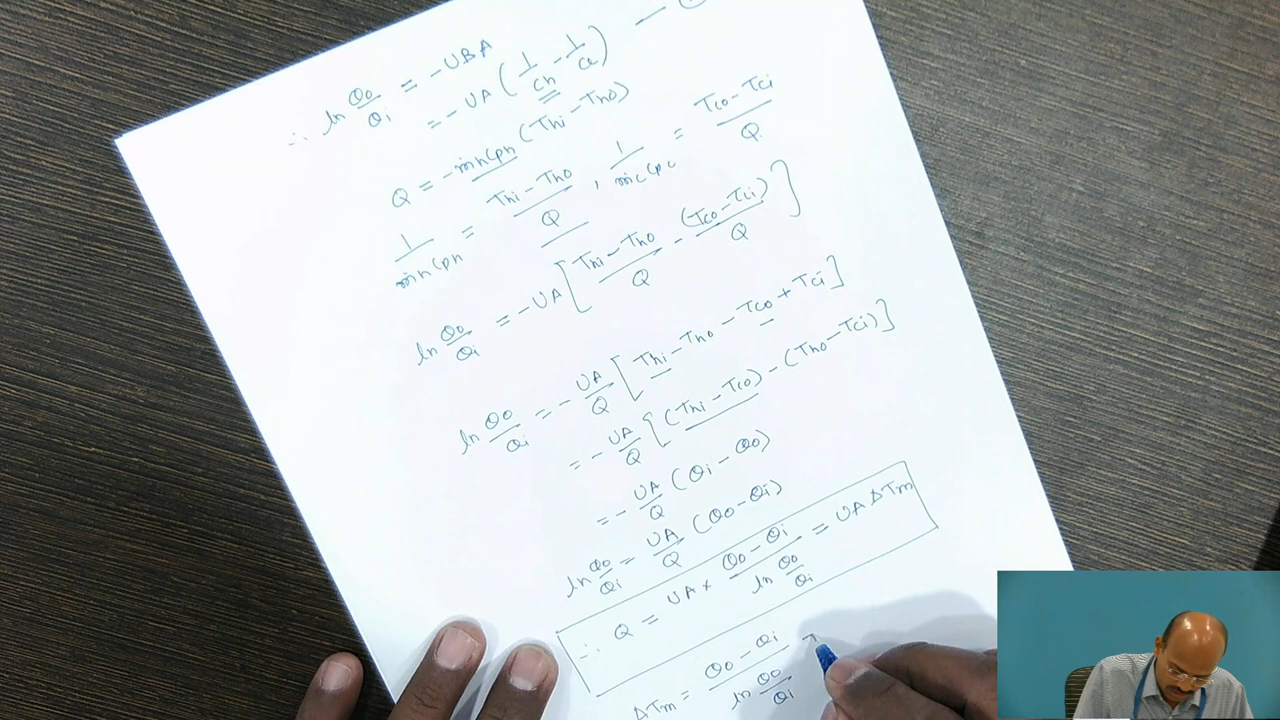 ∴ ln θo/θi = -UBA
= -UA (1/Ch - 1/Cc)
Q = -ṁhCph (Thi - Tho)
1/ṁhCph = (Thi - Tho)/Q , 1/ṁcCpc = (Tco - Tci)/Q
ln θo/θi = -UA [(Thi - Tho)/Q - (Tco - Tci)/Q]
ln θo/θi = - UA/Q [Thi - Tho - Tco + Tci]
= - UA/Q [(Thi - Tco) - (Tho - Tci)]
= - UA/Q (θi - θo)
ln θo/θi = UA/Q (θo - θi)
∴ Q = UA × (θo - θi)/(ln θo/θi) = UA ΔTm
ΔTm = (θo - θi)/(ln θo/θi)